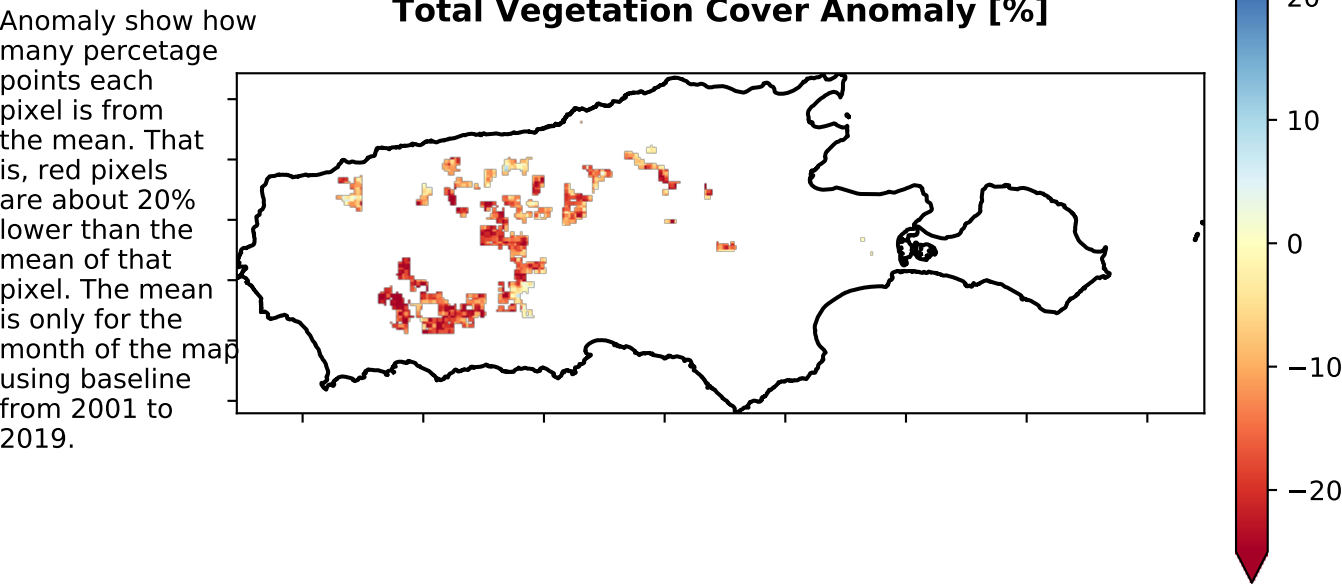 Total Vegetation Cover Anomaly [%]
Anomaly show how
many percetage
points each
pixel is from
the mean. That
is, red pixels
are about 20%
lower than the
mean of that
pixel. The mean
is only for the
month of the map
using baseline
from 2001 to
2019.
20
10
0
−10
−20